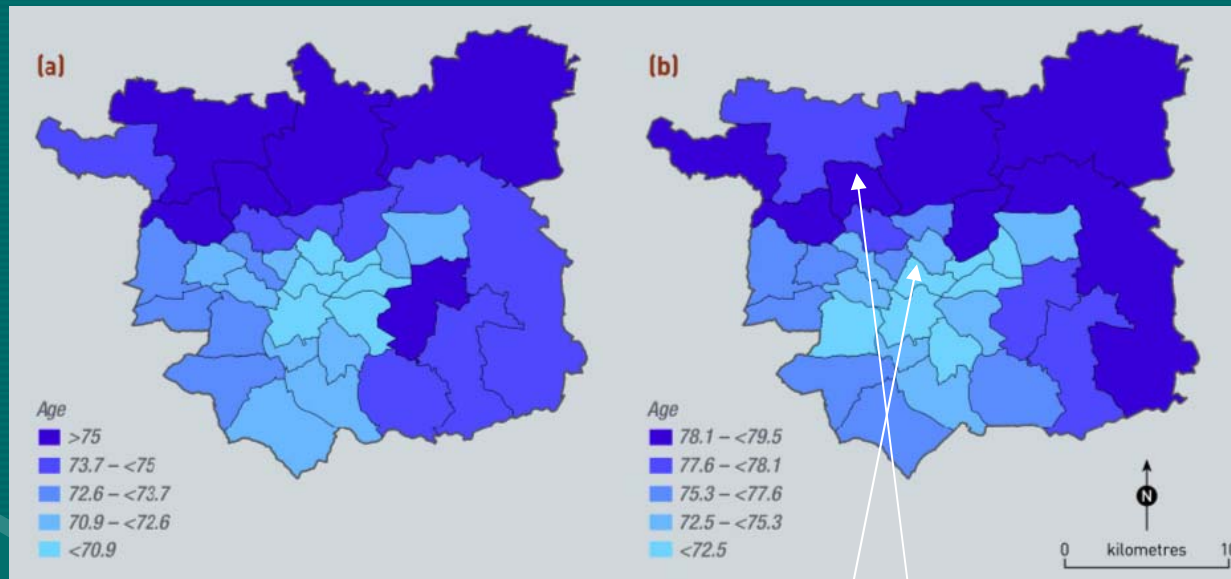 (a)
Age
>75
73.7 – <75
72.6 – <73.7
70.9 – <72.6
<70.9
(b)
Age
78.1 – <79.5
77.6 – <78.1
75.3 – <77.6
72.5 – <75.3
<72.5
N
0 kilometres 10